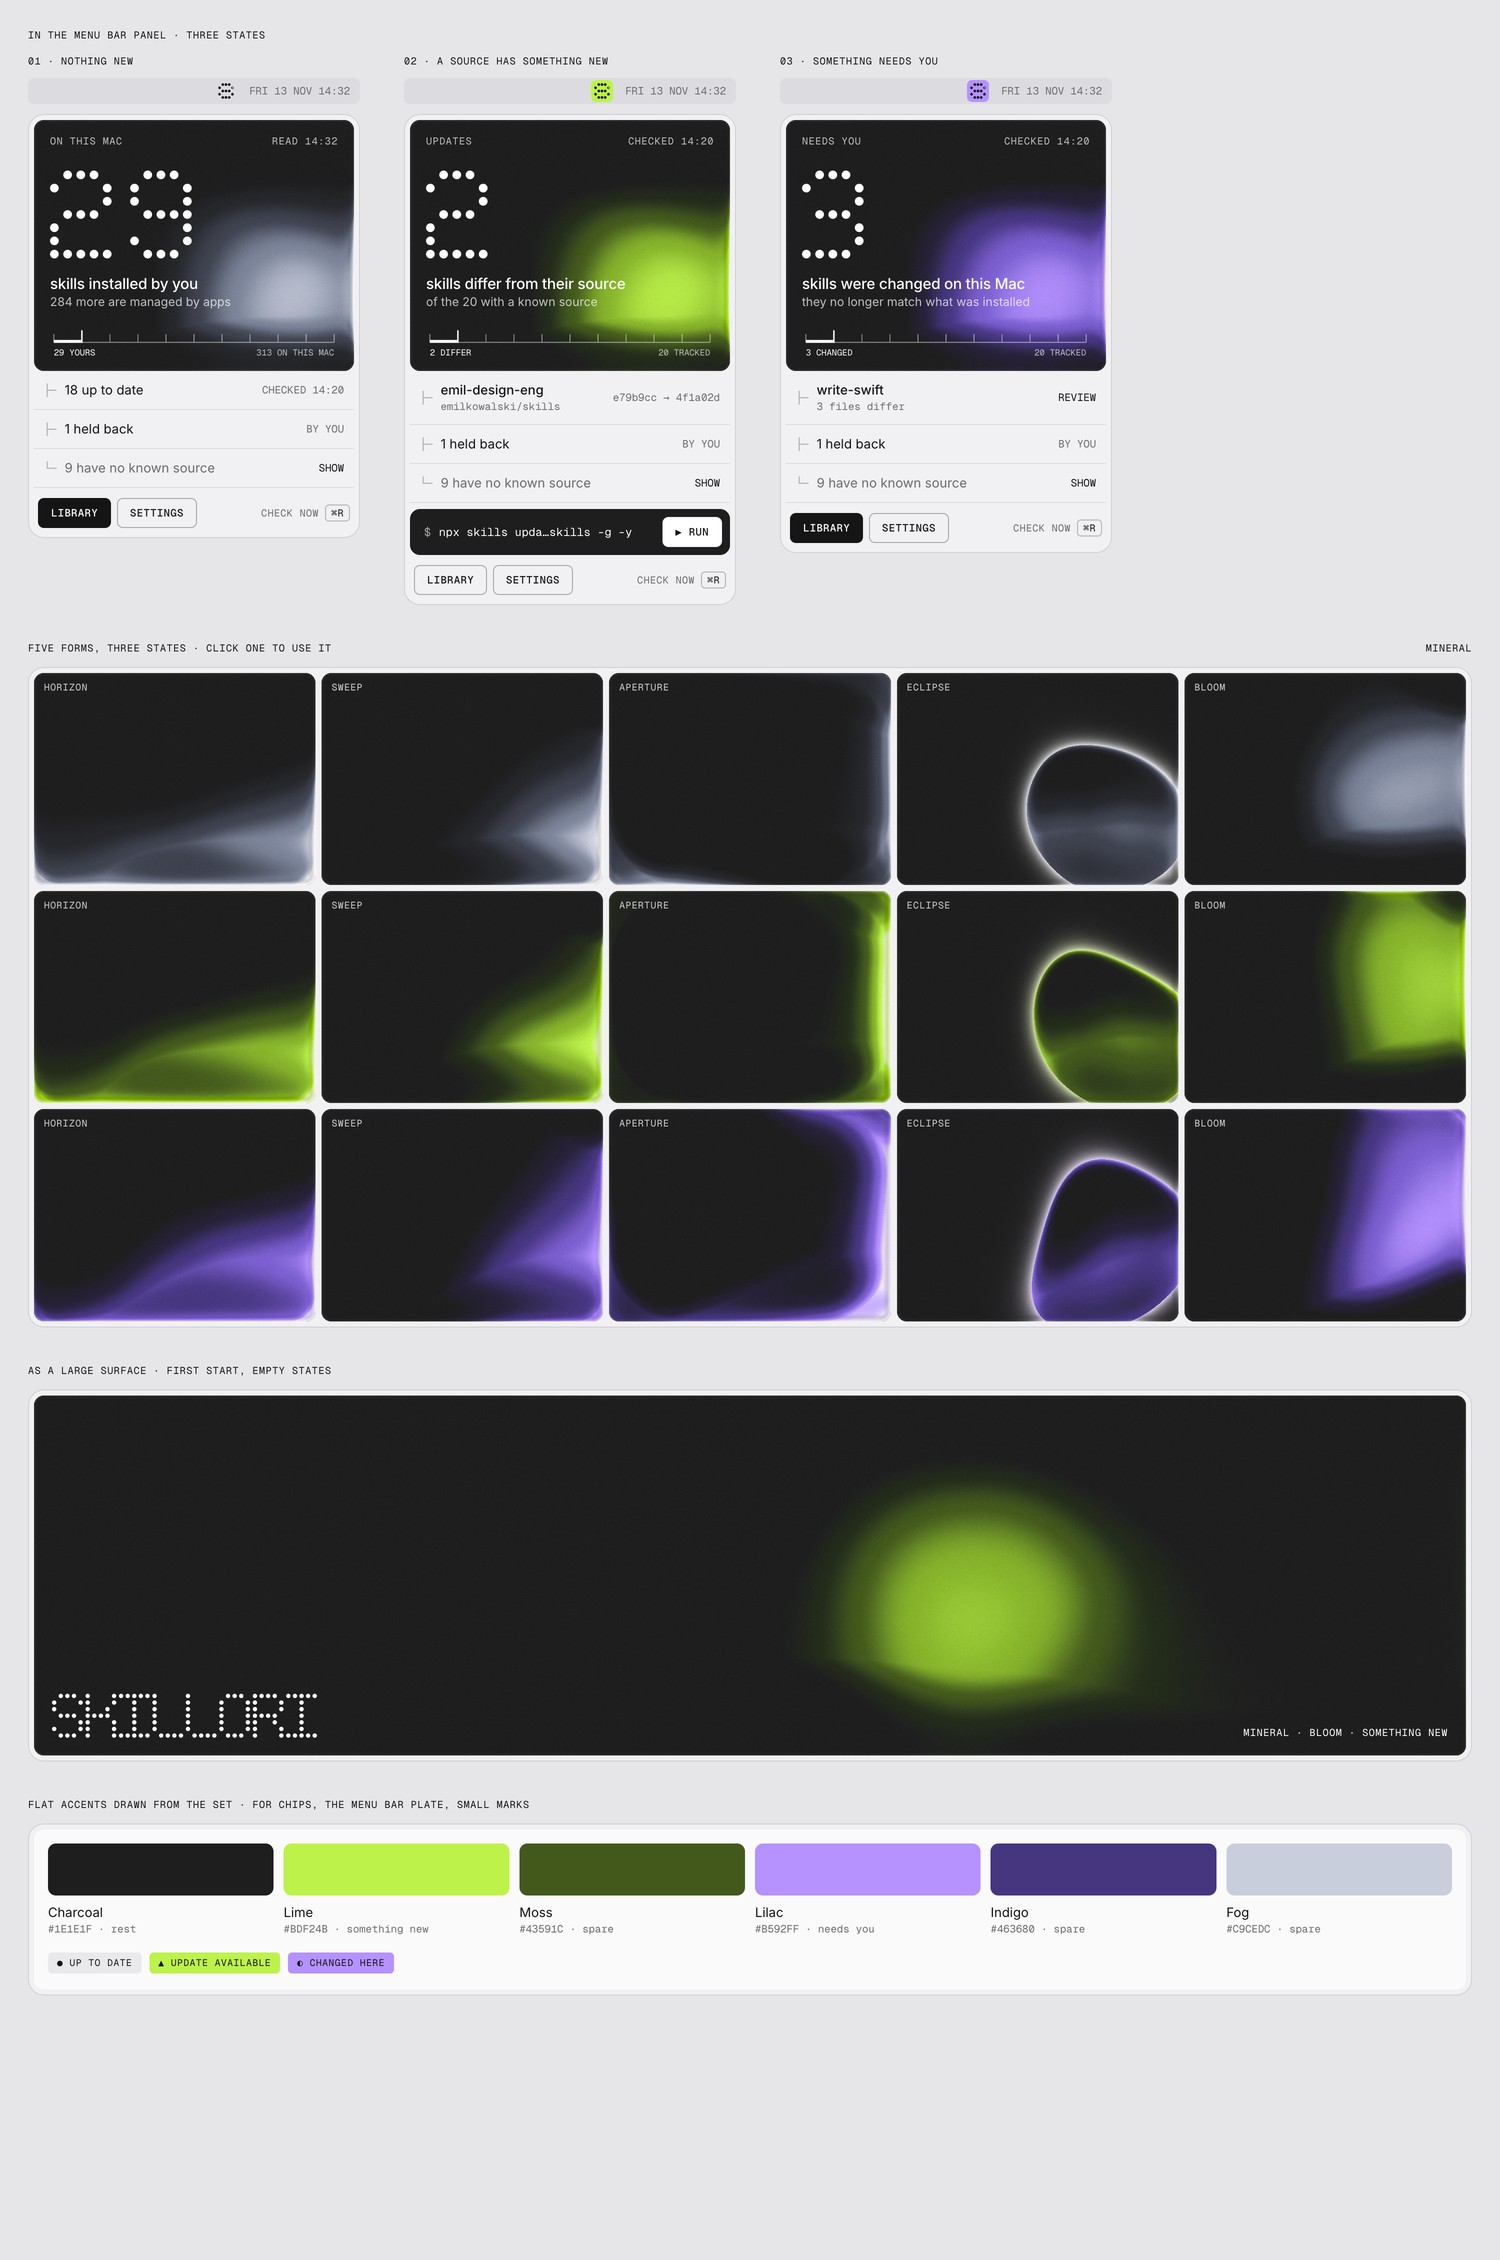 IN THE MENU BAR PANEL · THREE STATES
01 · NOTHING NEW
FRI 13 NOV 14:32
ON THIS MAC READ 14:32
29
skills installed by you
284 more are managed by apps
29 YOURS 313 ON THIS MAC
18 up to date CHECKED 14:20
1 held back BY YOU
9 have no known source SHOW
LIBRARY SETTINGS CHECK NOW ⌘R
02 · A SOURCE HAS SOMETHING NEW
FRI 13 NOV 14:32
UPDATES CHECKED 14:20
2
skills differ from their source
of the 20 with a known source
2 DIFFER 20 TRACKED
emil-design-eng
emilkowalski/skills e79b9cc → 4f1a02d
1 held back BY YOU
9 have no known source SHOW
$ npx skills upda…skills -g -y ▶ RUN
LIBRARY SETTINGS CHECK NOW ⌘R
03 · SOMETHING NEEDS YOU
FRI 13 NOV 14:32
NEEDS YOU CHECKED 14:20
3
skills were changed on this Mac
they no longer match what was installed
3 CHANGED 20 TRACKED
write-swift
3 files differ REVIEW
1 held back BY YOU
9 have no known source SHOW
LIBRARY SETTINGS CHECK NOW ⌘R
FIVE FORMS, THREE STATES · CLICK ONE TO USE IT MINERAL
HORIZON SWEEP APERTURE ECLIPSE BLOOM
HORIZON SWEEP APERTURE ECLIPSE BLOOM
HORIZON SWEEP APERTURE ECLIPSE BLOOM
AS A LARGE SURFACE · FIRST START, EMPTY STATES
SKILLORI
MINERAL · BLOOM · SOMETHING NEW
FLAT ACCENTS DRAWN FROM THE SET · FOR CHIPS, THE MENU BAR PLATE, SMALL MARKS
Charcoal Lime Moss Lilac Indigo Fog
#1E1E1F · rest #BDF24B · something new #43591C · spare #B592FF · needs you #463680 · spare #C9CEDC · spare
● UP TO DATE ▲ UPDATE AVAILABLE ◐ CHANGED HERE